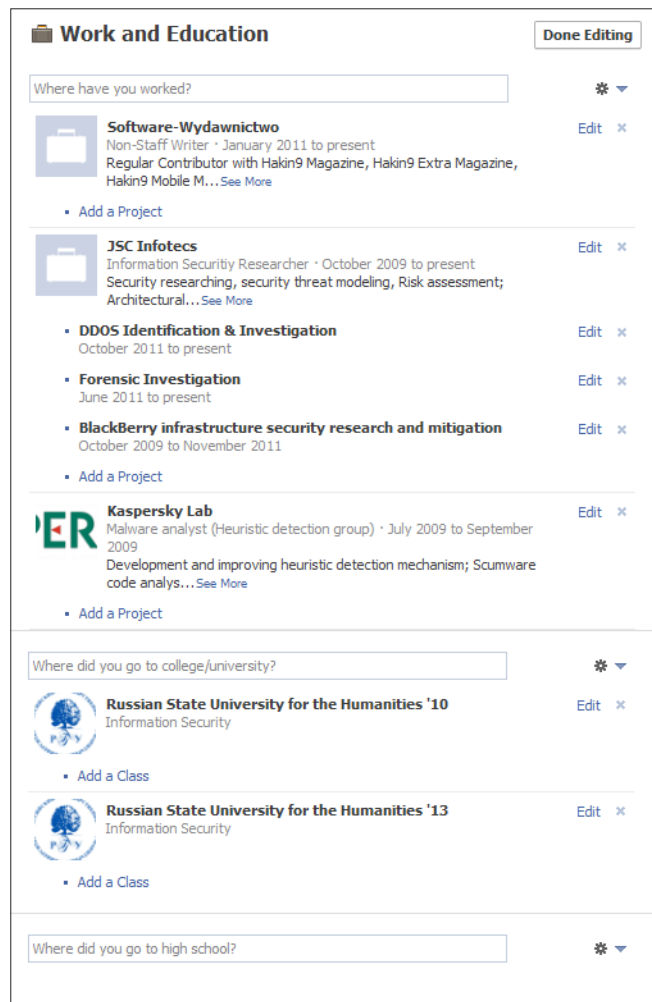 Work and Education
Done Editing
Where have you worked?
Software-Wydawnictwo
Edit ×
Non-Staff Writer · January 2011 to present
Regular Contributor with Hakin9 Magazine, Hakin9 Extra Magazine,
Hakin9 Mobile M...See More
▪ Add a Project
JSC Infotecs
Edit ×
Information Securitiy Researcher · October 2009 to present
Security researching, security threat modeling, Risk assessment;
Architectural...See More
▪ DDOS Identification & Investigation
Edit ×
October 2011 to present
▪ Forensic Investigation
Edit ×
June 2011 to present
▪ BlackBerry infrastructure security research and mitigation
Edit ×
October 2009 to November 2011
▪ Add a Project
PER
Kaspersky Lab
Edit ×
Malware analyst (Heuristic detection group) · July 2009 to September
2009
Development and improving heuristic detection mechanism; Scumware
code analys...See More
▪ Add a Project
Where did you go to college/university?
Russian State University for the Humanities '10
Edit ×
Information Security
▪ Add a Class
Russian State University for the Humanities '13
Edit ×
Information Security
▪ Add a Class
Where did you go to high school?